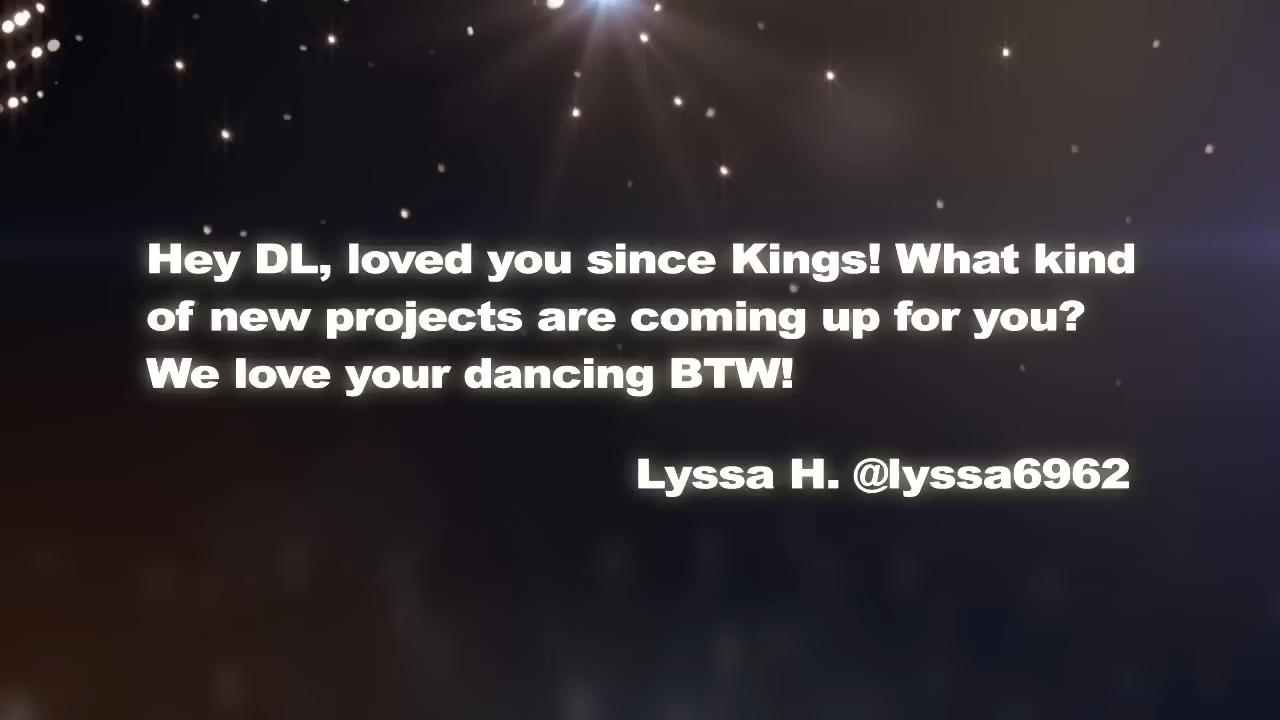 Hey DL, loved you since Kings! What kind
of new projects are coming up for you?
We love your dancing BTW!
Lyssa H. @lyssa6962